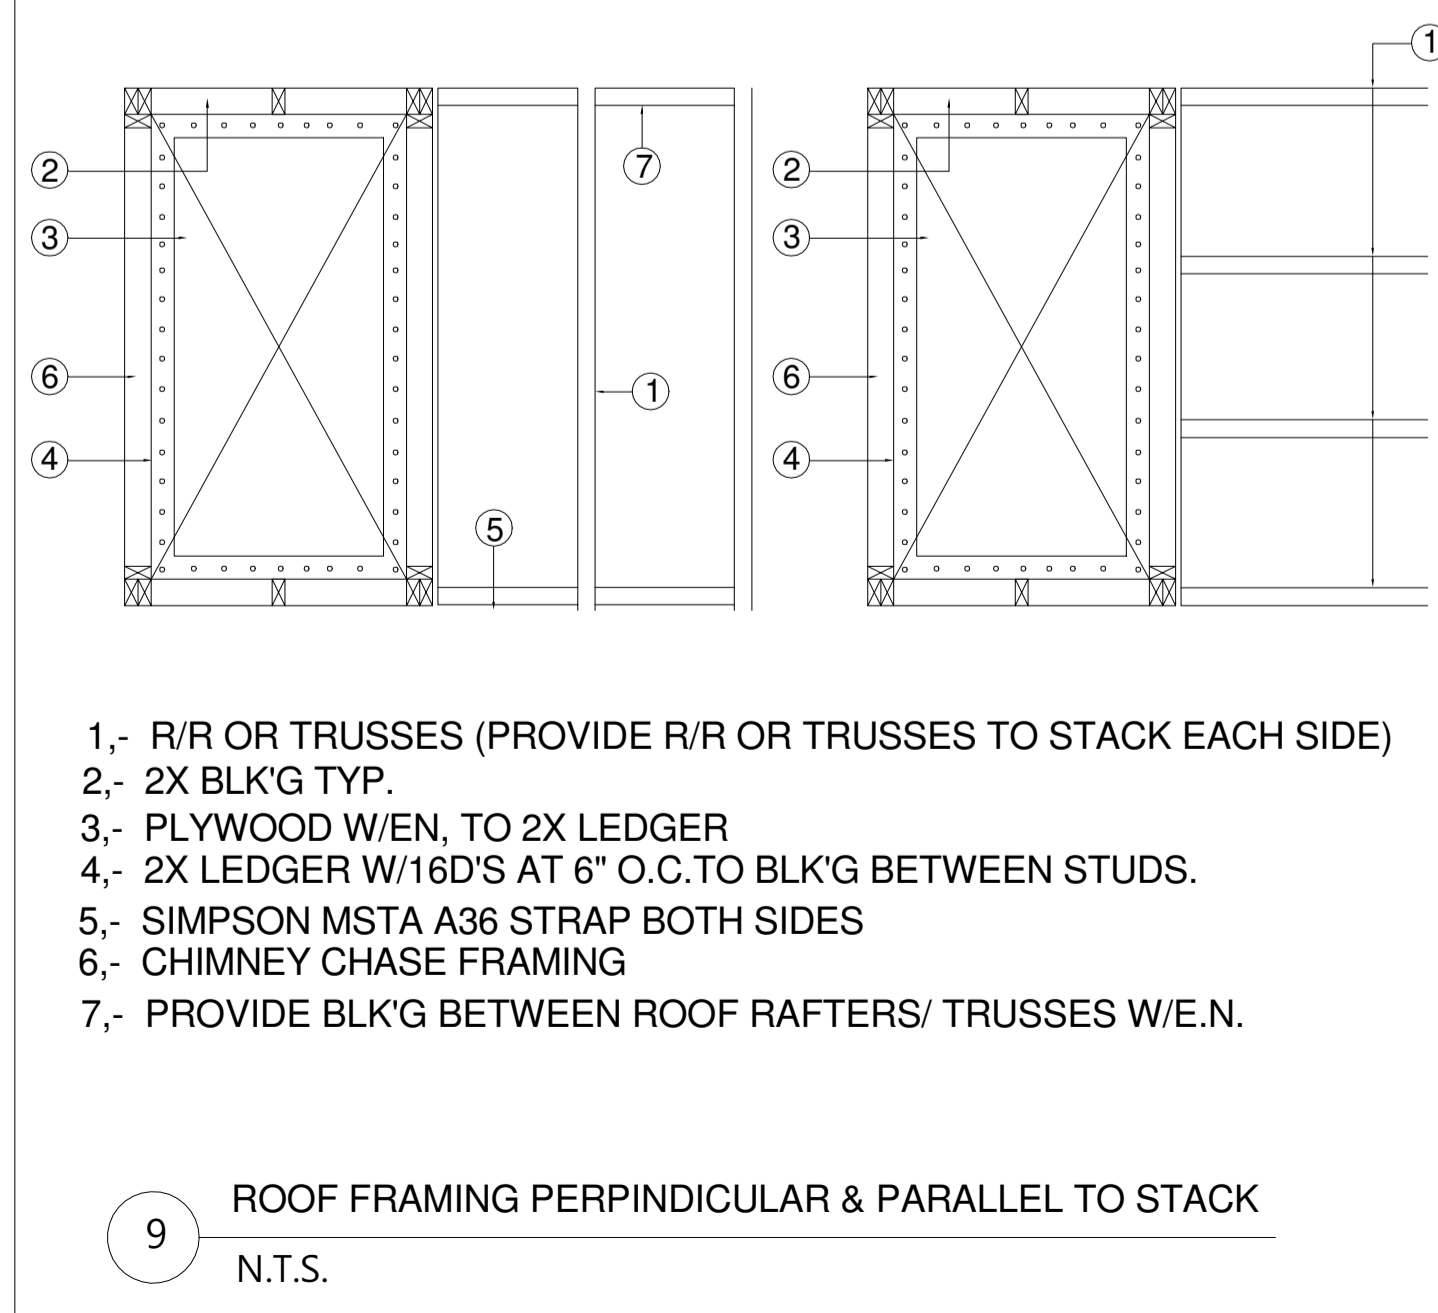 1
2
2
7
3
3
6
6
1
4
4
5
1,- R/R OR TRUSSES (PROVIDE R/R OR TRUSSES TO STACK EACH SIDE)
2,- 2X BLK'G TYP.
3,- PLYWOOD W/EN, TO 2X LEDGER
4,- 2X LEDGER W/16D'S AT 6" O.C.TO BLK'G BETWEEN STUDS.
5,- SIMPSON MSTA A36 STRAP BOTH SIDES
6,- CHIMNEY CHASE FRAMING
7,- PROVIDE BLK'G BETWEEN ROOF RAFTERS/ TRUSSES W/E.N.
9
ROOF FRAMING PERPINDICULAR & PARALLEL TO STACK
N.T.S.